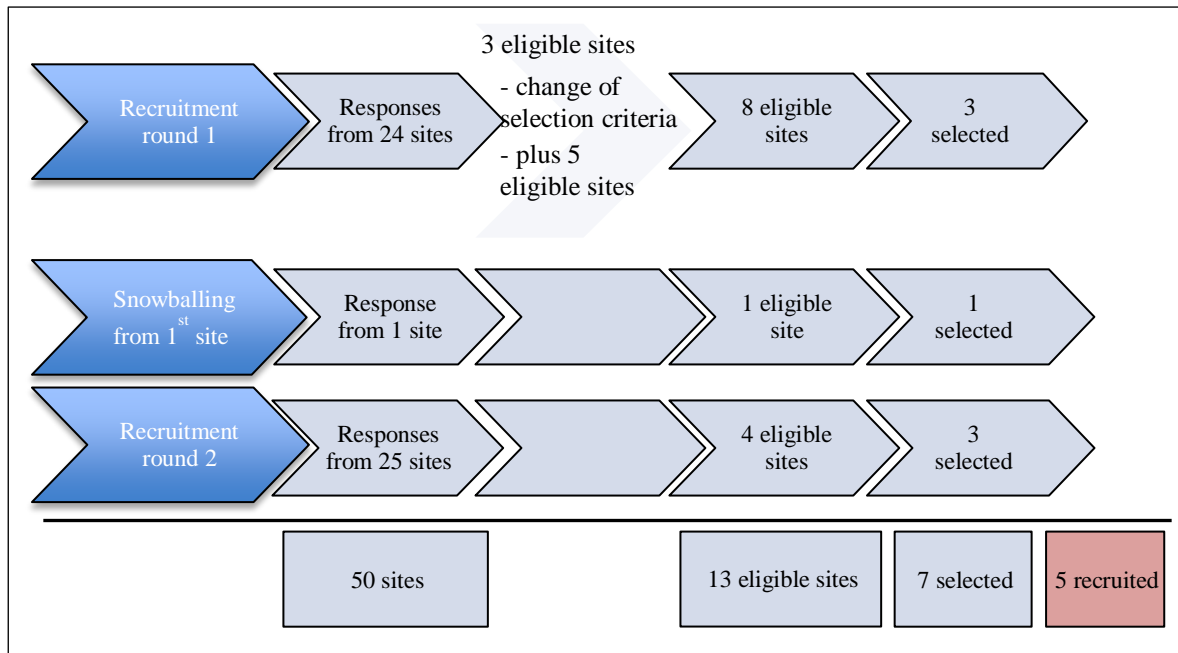 Recruitment
round 1
Responses
from 24 sites
3 eligible sites
- change of
selection criteria
- plus 5
eligible sites
8 eligible
sites
3
selected
Snowballing
from 1st site
Response
from 1 site
1 eligible
site
1
selected
Recruitment
round 2
Responses
from 25 sites
4 eligible
sites
3
selected
50 sites
13 eligible sites
7 selected
5 recruited